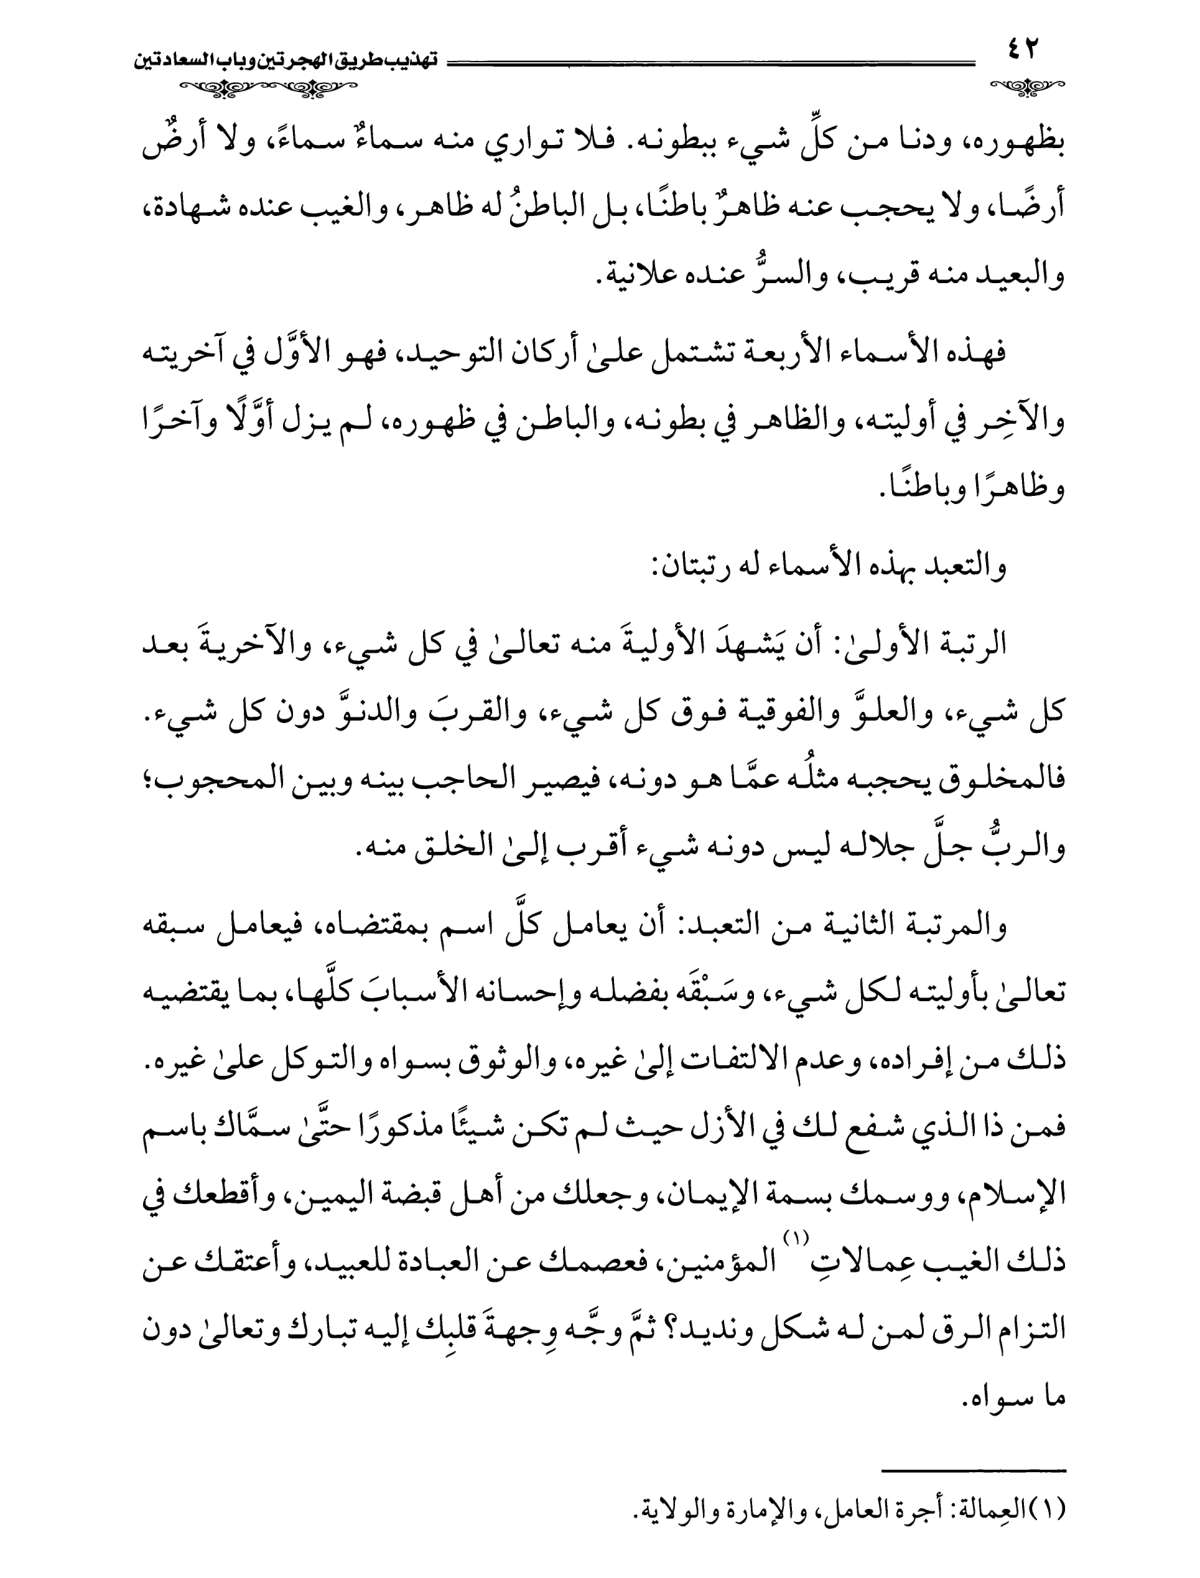 ٤٢
تهذيب طريق الهجرتين وباب السعادتين
بظهوره، ودنا من كلِّ شيء ببطونه. فلا تواري منه سماءٌ سماءً، ولا أرضٌ
أرضًا، ولا يحجب عنه ظاهرٌ باطنًا، بل الباطنُ له ظاهر، والغيب عنده شهادة،
والبعيد منه قريب، والسرُّ عنده علانية.
فهذه الأسماء الأربعة تشتمل علىٰ أركان التوحيد، فهو الأوَّل في آخريته
والآخِر في أوليته، والظاهر في بطونه، والباطن في ظهوره، لم يزل أوَّلًا وآخرًا
وظاهرًا وباطنًا.
والتعبد بهذه الأسماء له رتبتان:
الرتبة الأولىٰ: أن يَشهدَ الأوليةَ منه تعالىٰ في كل شيء، والآخريةَ بعد
كل شيء، والعلوَّ والفوقية فوق كل شيء، والقربَ والدنوَّ دون كل شيء.
فالمخلوق يحجبه مثلُه عمَّا هو دونه، فيصير الحاجب بينه وبين المحجوب؛
والربُّ جلَّ جلاله ليس دونه شيء أقرب إلىٰ الخلق منه.
والمرتبة الثانية من التعبد: أن يعامل كلَّ اسم بمقتضاه، فيعامل سبقه
تعالىٰ بأوليته لكل شيء، وسَبْقَه بفضله وإحسانه الأسبابَ كلَّها، بما يقتضيه
ذلك من إفراده، وعدم الالتفات إلىٰ غيره، والوثوق بسواه والتوكل علىٰ غيره.
فمن ذا الذي شفع لك في الأزل حيث لم تكن شيئًا مذكورًا حتَّىٰ سمَّاك باسم
الإسلام، ووسمك بسمة الإيمان، وجعلك من أهل قبضة اليمين، وأقطعك في
ذلك الغيب عِمالاتِ(١) المؤمنين، فعصمك عن العبادة للعبيد، وأعتقك عن
التزام الرق لمن له شكل ونديد؟ ثمَّ وجَّه وِجهةَ قلبِك إليه تبارك وتعالىٰ دون
ما سواه.
(١) العِمالة: أجرة العامل، والإمارة والولاية.